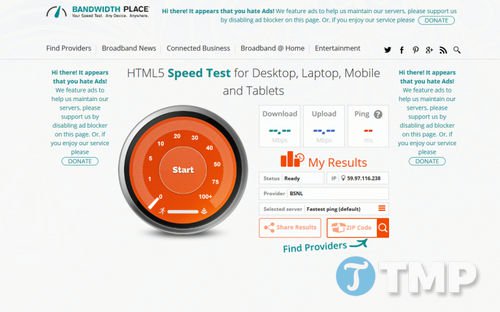 BANDWIDTH PLACE
Your Speed Test. Any Device. Anywhere.
Hi there! It appears that you hate Ads! We feature ads to help us maintain our servers, please support us
by disabling ad blocker on this page. Or, if you enjoy our service please DONATE
Find Providers
Broadband News
Connected Business
Broadband @ Home
Entertainment
Hi there! It appears
that you hate Ads!
We feature ads to
help us maintain our
servers, please
support us by
disabling ad blocker
on this page. Or, if
you enjoy our service
please
DONATE
HTML5 Speed Test for Desktop, Laptop, Mobile
and Tablets
0
1
5
10
20
30
50
75
100+
Start
Download
--.--
Mbps
Upload
--.--
Mbps
Ping ?
--
ms
My Results
Status Ready
IP 59.97.116.238
Provider BSNL
Selected server Fastest ping (default)
Share Results
ZIP Code
Find Providers
Hi there! It appears
that you hate Ads!
We feature ads to
help us maintain our
servers, please
support us by
disabling ad blocker
on this page. Or, if
you enjoy our service
please
DONATE
TMP